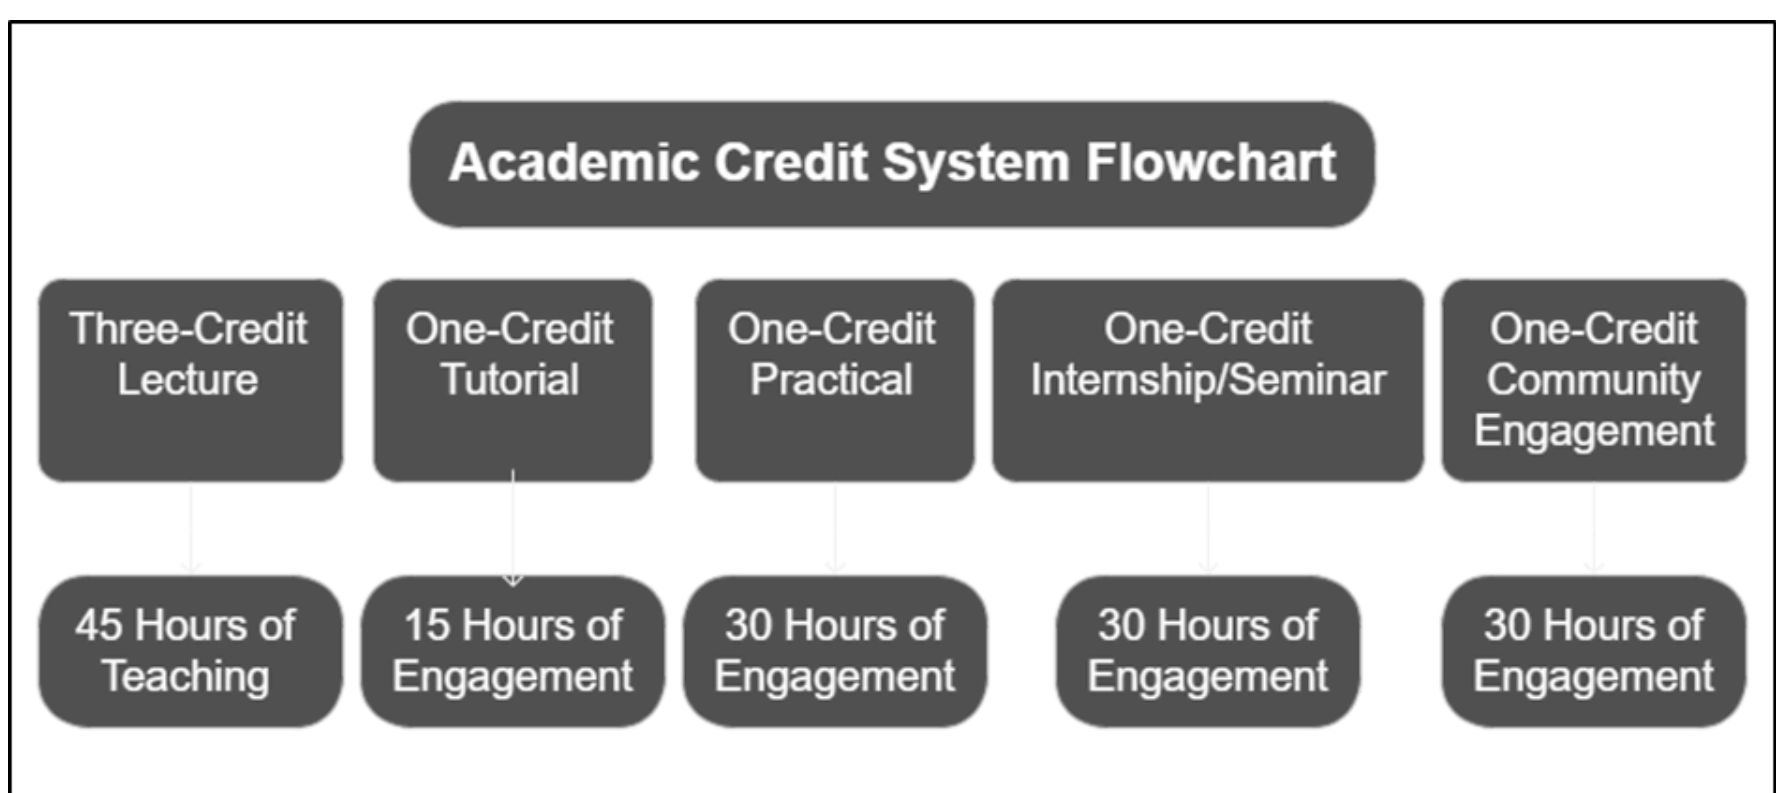 Academic Credit System Flowchart
Three-Credit
Lecture
One-Credit
Tutorial
One-Credit
Practical
One-Credit
Internship/Seminar
One-Credit
Community
Engagement
45 Hours of
Teaching
15 Hours of
Engagement
30 Hours of
Engagement
30 Hours of
Engagement
30 Hours of
Engagement